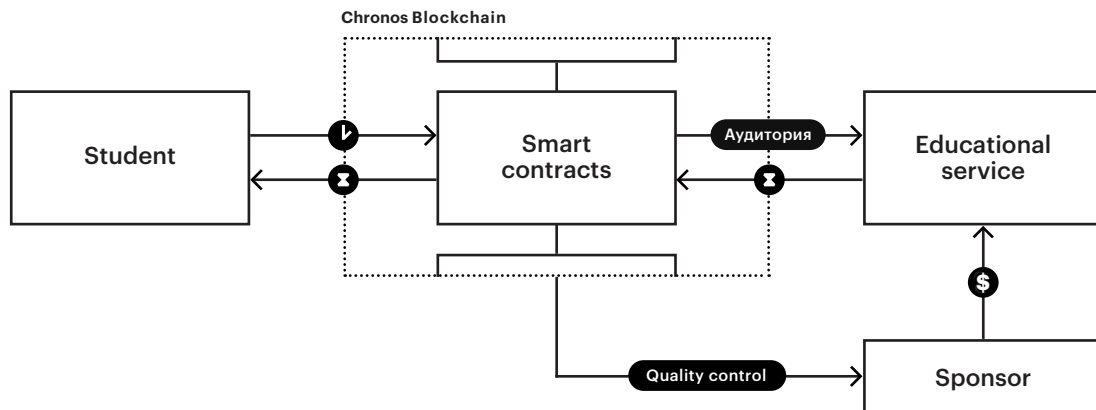 Chronos Blockchain
Student
Smart
contracts
Аудитория
Educational
service
$
Quality control
Sponsor